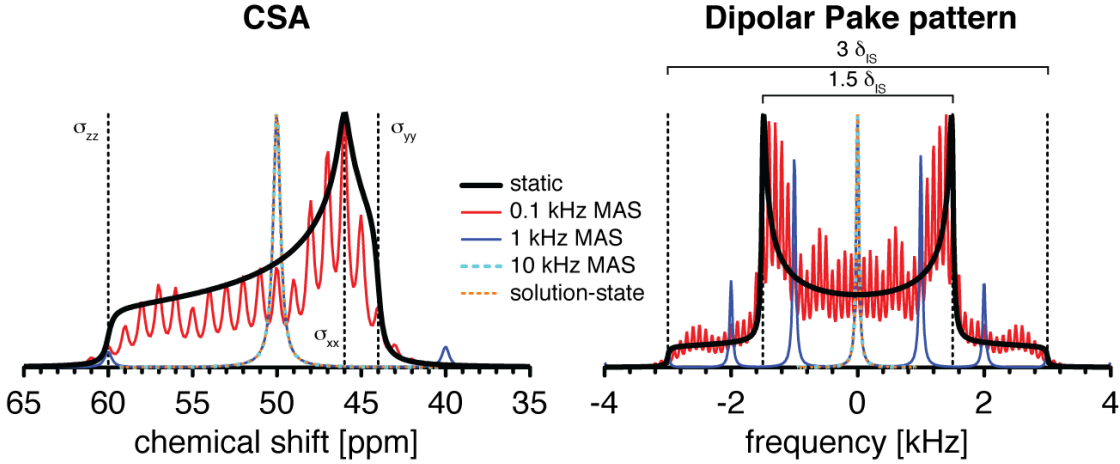 CSA
σzz
σyy
σxx
65 60 55 50 45 40 35
chemical shift [ppm]
static
0.1 kHz MAS
1 kHz MAS
10 kHz MAS
solution-state
Dipolar Pake pattern
3 δIS
1.5 δIS
-4 -2 0 2 4
frequency [kHz]